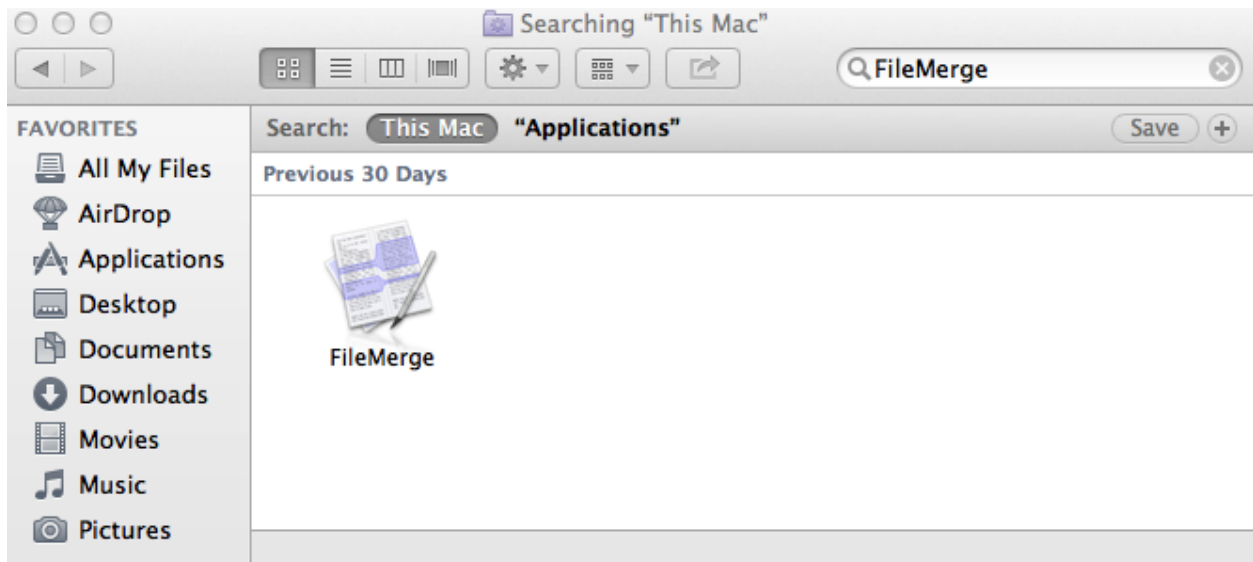 Searching “This Mac”
FileMerge
FAVORITES
All My Files
AirDrop
Applications
Desktop
Documents
Downloads
Movies
Music
Pictures
Search: This Mac “Applications” Save +
Previous 30 Days
FileMerge